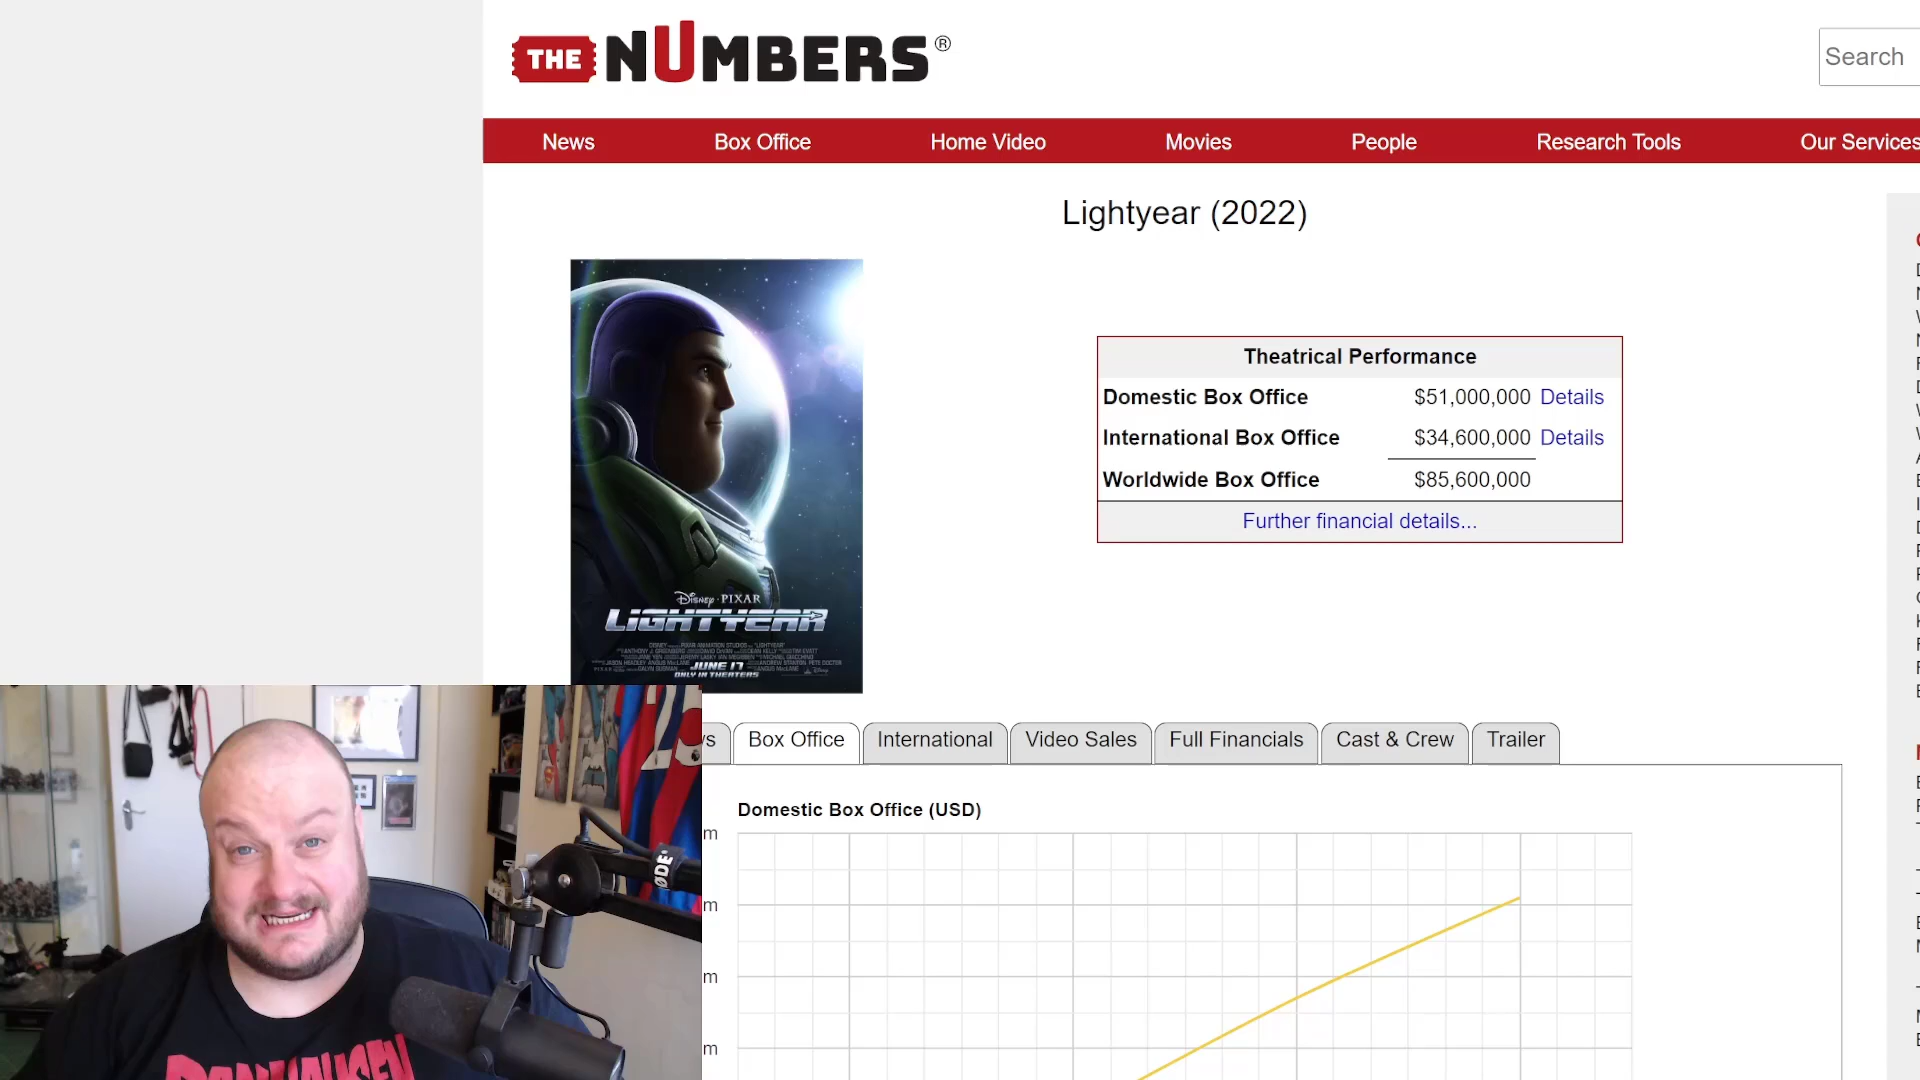 THE NUMBERS®
Search
News Box Office Home Video Movies People Research Tools Our Services
Lightyear (2022)
Theatrical Performance
Domestic Box Office $51,000,000 Details
International Box Office $34,600,000 Details
Worldwide Box Office $85,600,000
Further financial details...
DISNEY · PIXAR
LIGHTYEAR
JUNE 17
ONLY IN THEATERS
Box Office International Video Sales Full Financials Cast & Crew Trailer
Domestic Box Office (USD)
m
m
m
m
RØDE
DANHAUSEN